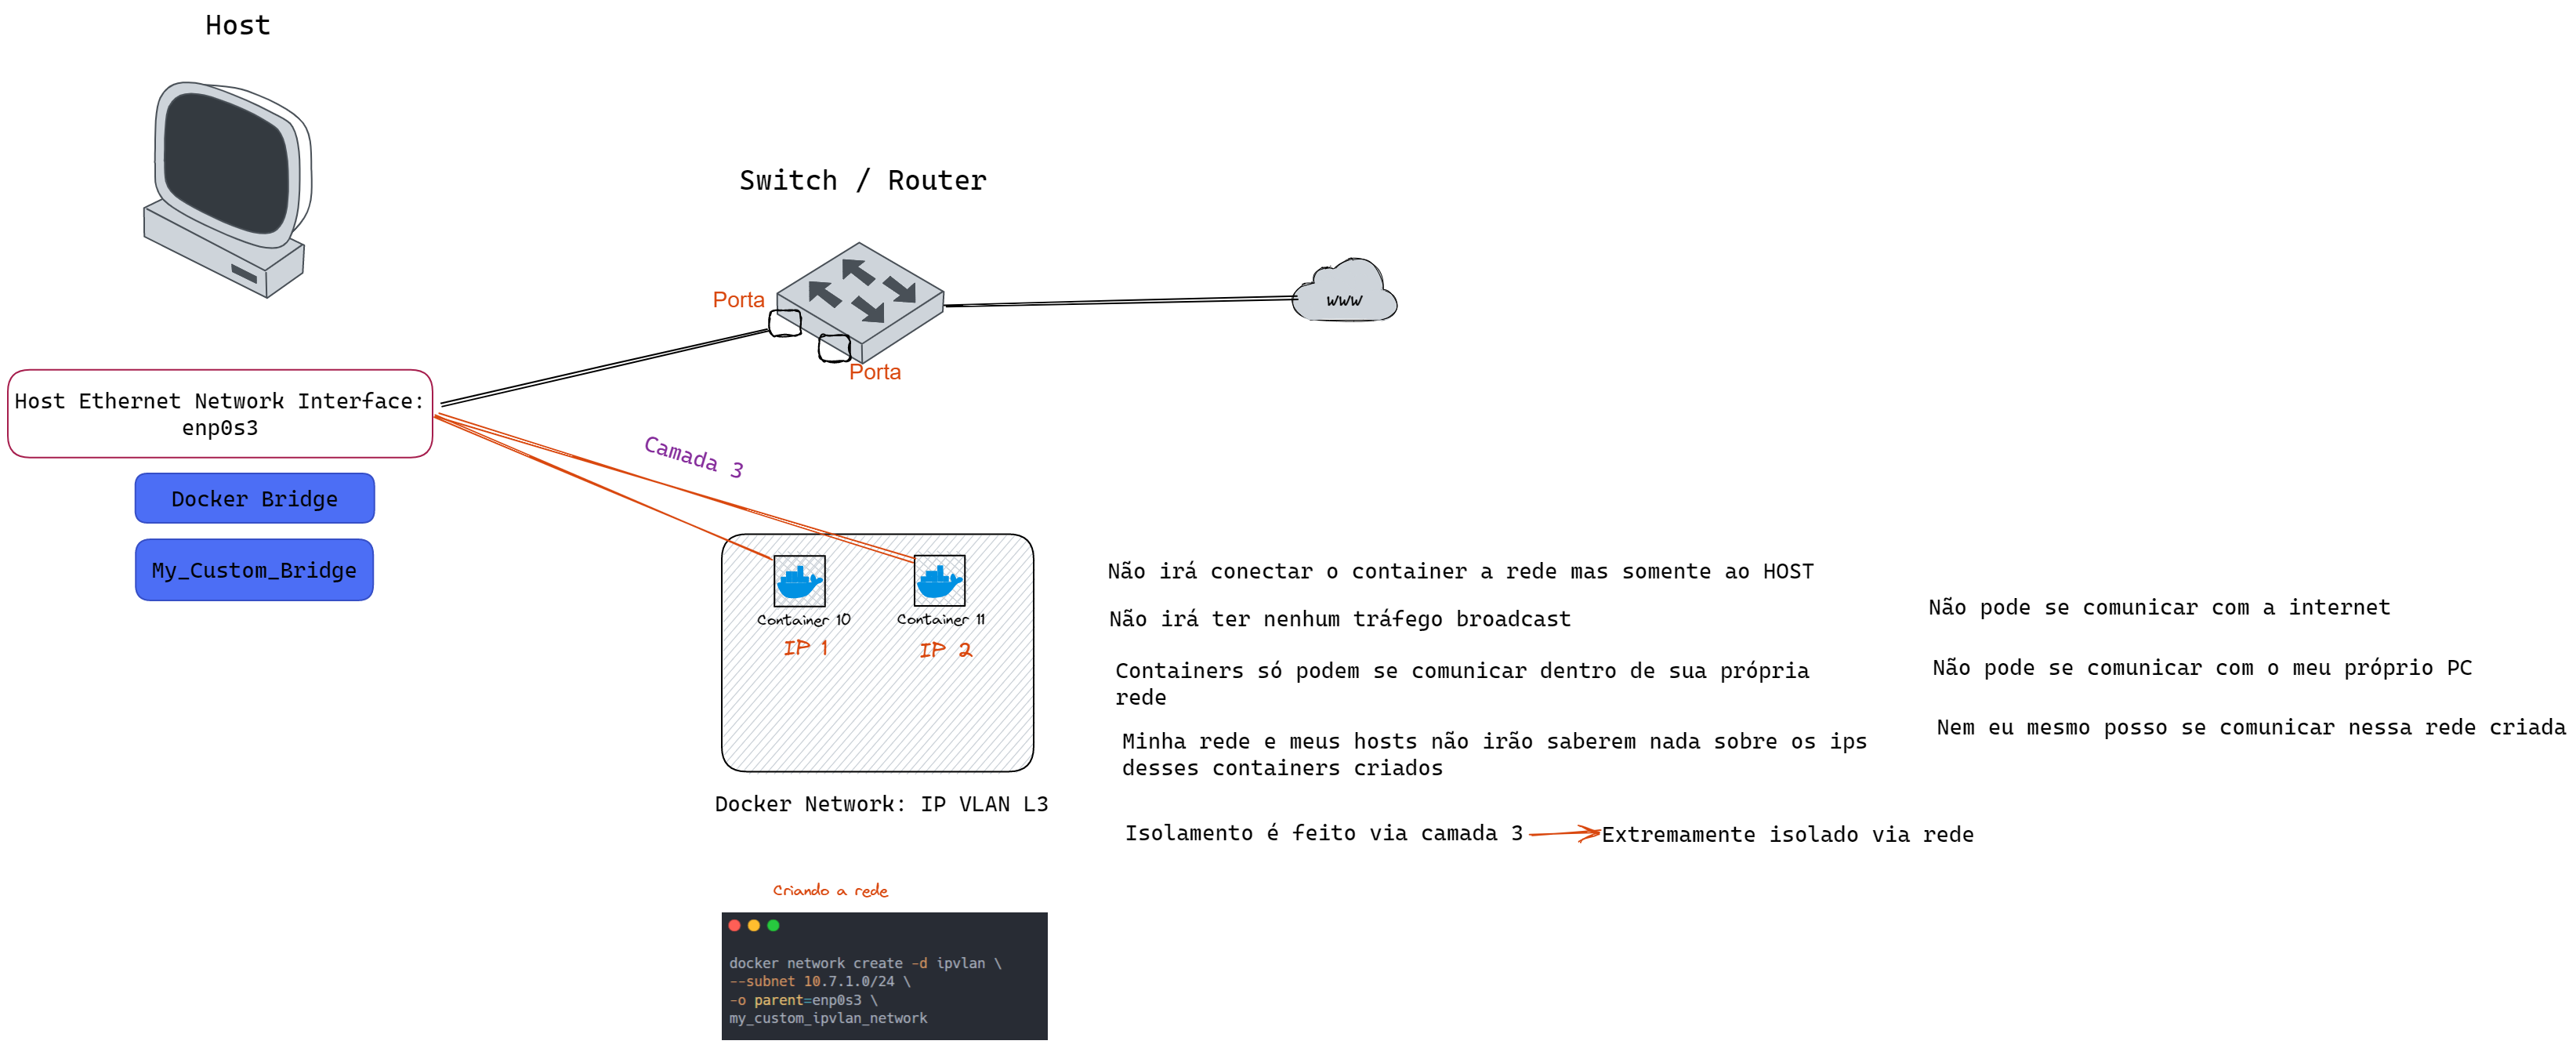 Host
Switch / Router
Porta
www
Porta
Host Ethernet Network Interface:
enp0s3
Camada 3
Docker Bridge
My_Custom_Bridge
Container 10
Container 11
IP 1
IP 2
Docker Network: IP VLAN L3
Não irá conectar o container a rede mas somente ao HOST
Não irá ter nenhum tráfego broadcast
Containers só podem se comunicar dentro de sua própria
rede
Minha rede e meus hosts não irão saberem nada sobre os ips
desses containers criados
Isolamento é feito via camada 3
Extremamente isolado via rede
Não pode se comunicar com a internet
Não pode se comunicar com o meu próprio PC
Nem eu mesmo posso se comunicar nessa rede criada
Criando a rede
docker network create -d ipvlan \
--subnet 10.7.1.0/24 \
-o parent=enp0s3 \
my_custom_ipvlan_network